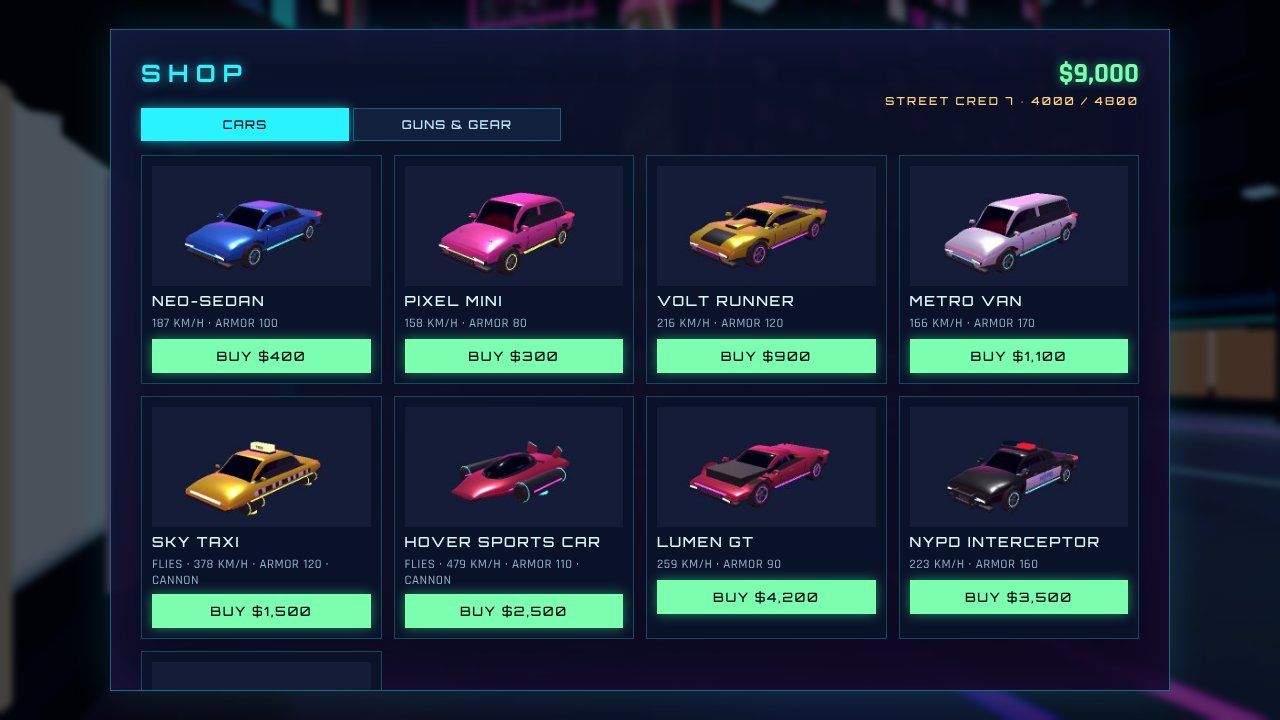 SHOP
$9,000
STREET CRED 7 · 4000 / 4800
CARS
GUNS & GEAR
NEO-SEDAN
187 KM/H · ARMOR 100
BUY $400
PIXEL MINI
158 KM/H · ARMOR 80
BUY $300
VOLT RUNNER
216 KM/H · ARMOR 120
BUY $900
METRO VAN
166 KM/H · ARMOR 170
BUY $1,100
SKY TAXI
FLIES · 378 KM/H · ARMOR 120 ·
CANNON
BUY $1,500
HOVER SPORTS CAR
FLIES · 479 KM/H · ARMOR 110 ·
CANNON
BUY $2,500
LUMEN GT
259 KM/H · ARMOR 90
BUY $4,200
NYPD INTERCEPTOR
223 KM/H · ARMOR 160
BUY $3,500